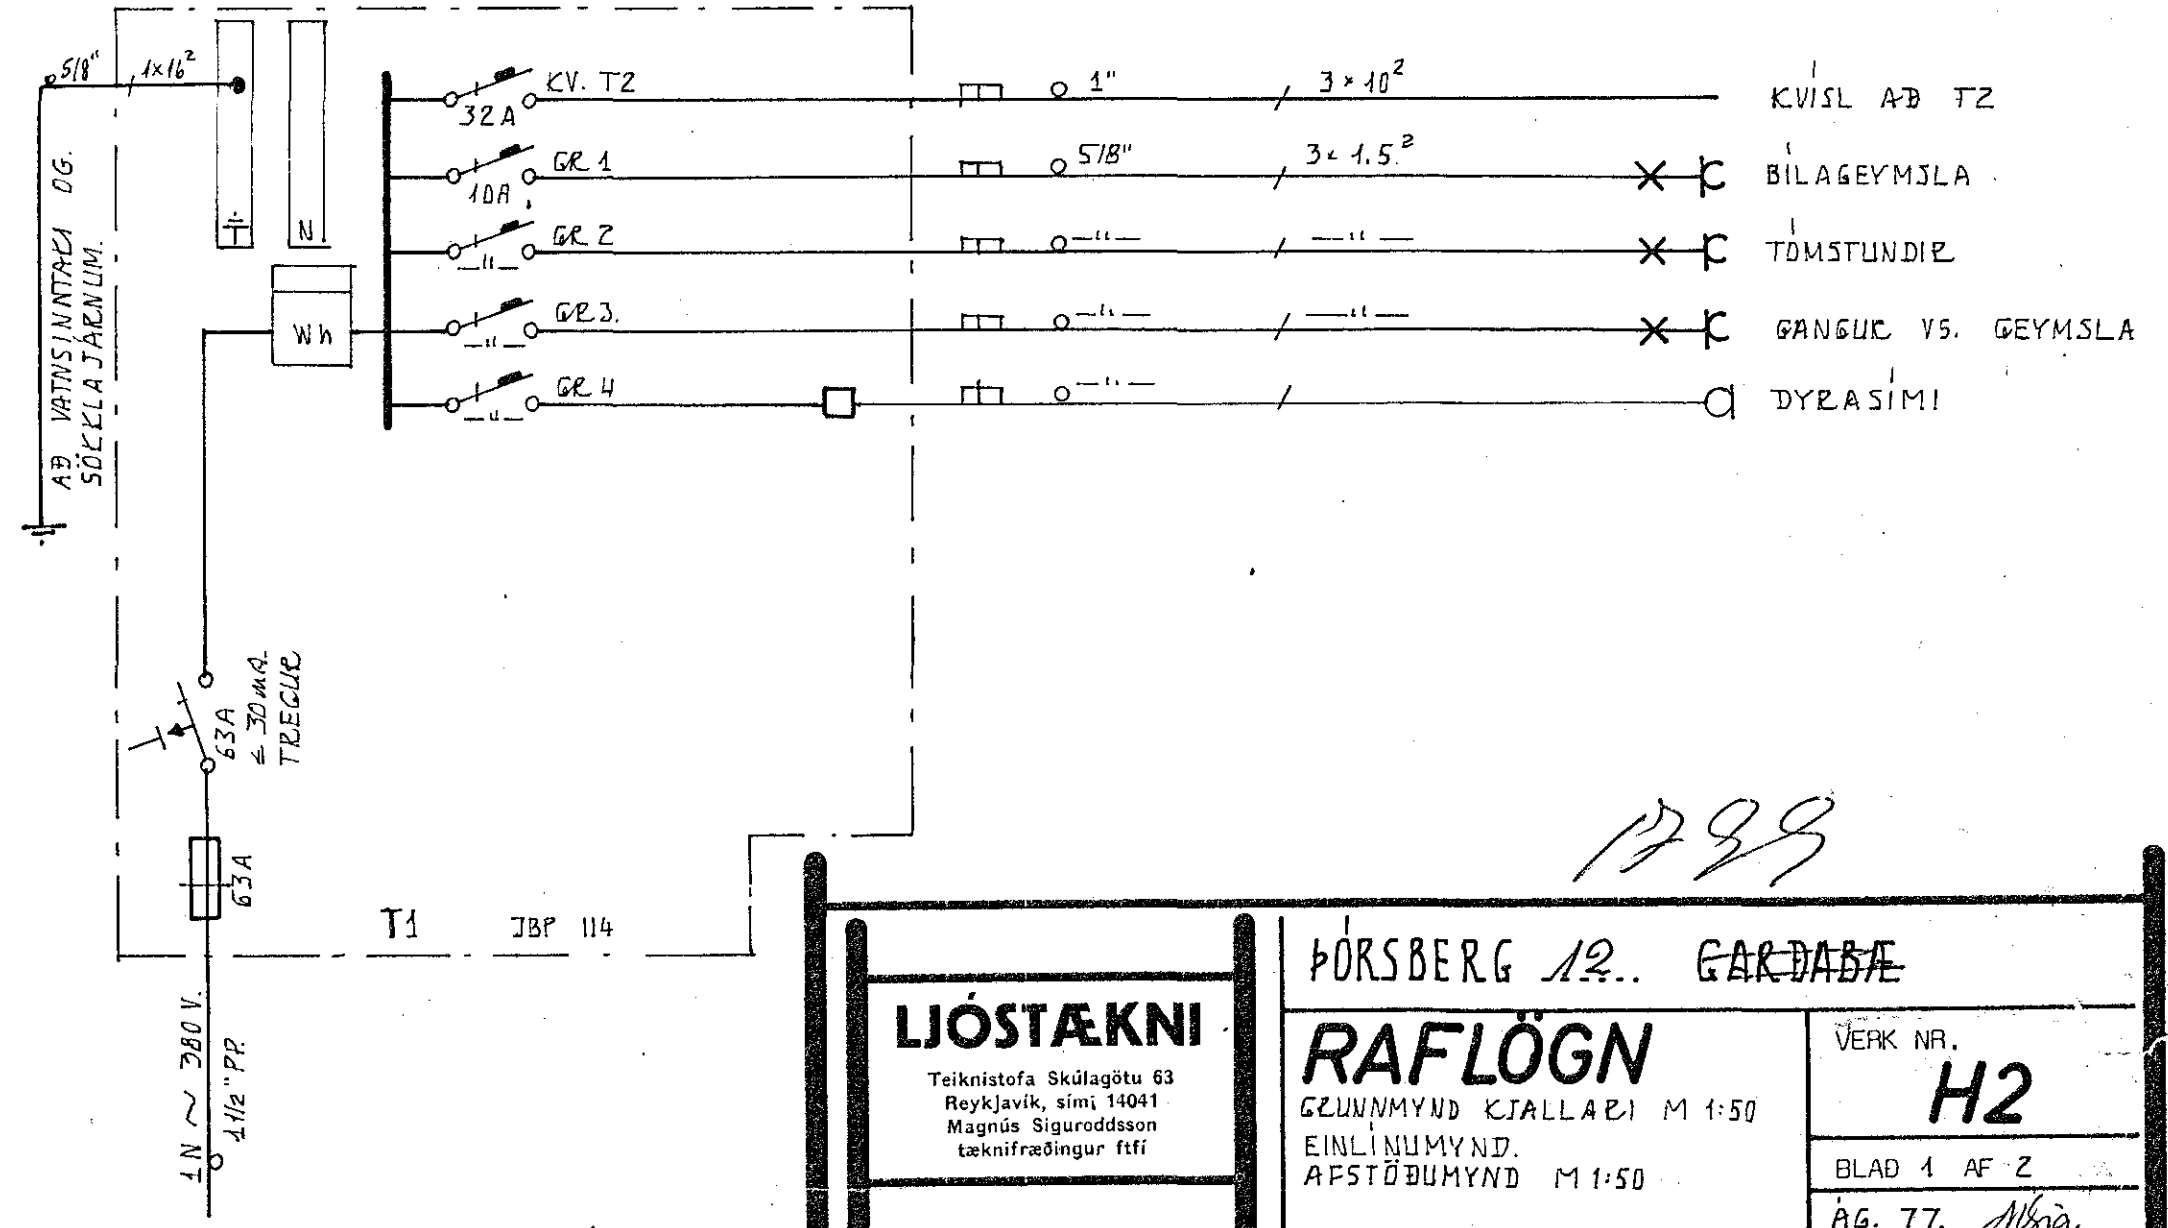 5/8" 1x16²
AÐ VATNSINNTAKI OG.
SÖKKLAJÁRNUM.
N
Wh
KV. T2
32A
1"
3 x 10²
KVÍSL AÐ T2
GR 1
10A
5/8"
3 x 1.5.²
BÍLAGEYMSLA
GR 2
—"—
—"—
—"—
TÓMSTUNDIR
GR 3.
—"—
—"—
—"—
GANGUR VS. GEYMSLA
GR 4
—"—
—"—
DYRASÍMI
63A
≤ 30mA
TREGUR
63A
T1 JBP 114
1N ~ 380V.
1 1/2" PP.
ÞÓRSBERG 12.. GARÐABÆ
LJÓSTÆKNI
Teiknistofa Skúlagötu 63
Reykjavík, sími 14041
Magnús Siguroddsson
tæknifræðingur ftfí
RAFLÖGN
GRUNNMYND KJALLARI M 1:50
EINLÍNUMYND.
AFSTÖÐUMYND M 1:50
VERK NR.
H2
BLAÐ 1 AF 2
ÁG. 77.